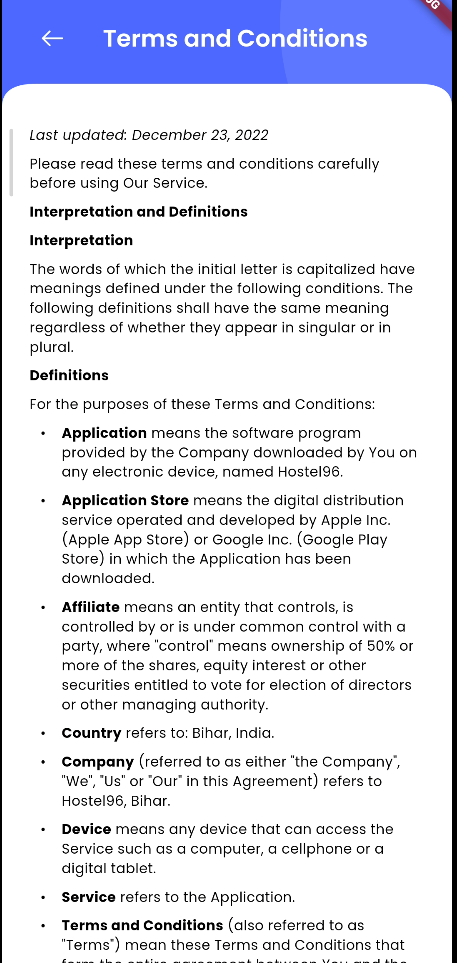 Terms and Conditions
Last updated: December 23, 2022
Please read these terms and conditions carefully
before using Our Service.
Interpretation and Definitions
Interpretation
The words of which the initial letter is capitalized have
meanings defined under the following conditions. The
following definitions shall have the same meaning
regardless of whether they appear in singular or in
plural.
Definitions
For the purposes of these Terms and Conditions:
• Application means the software program
provided by the Company downloaded by You on
any electronic device, named Hostel96.
• Application Store means the digital distribution
service operated and developed by Apple Inc.
(Apple App Store) or Google Inc. (Google Play
Store) in which the Application has been
downloaded.
• Affiliate means an entity that controls, is
controlled by or is under common control with a
party, where "control" means ownership of 50% or
more of the shares, equity interest or other
securities entitled to vote for election of directors
or other managing authority.
• Country refers to: Bihar, India.
• Company (referred to as either "the Company",
"We", "Us" or "Our" in this Agreement) refers to
Hostel96, Bihar.
• Device means any device that can access the
Service such as a computer, a cellphone or a
digital tablet.
• Service refers to the Application.
• Terms and Conditions (also referred to as
"Terms") mean these Terms and Conditions that
form the entire agreement between You and the